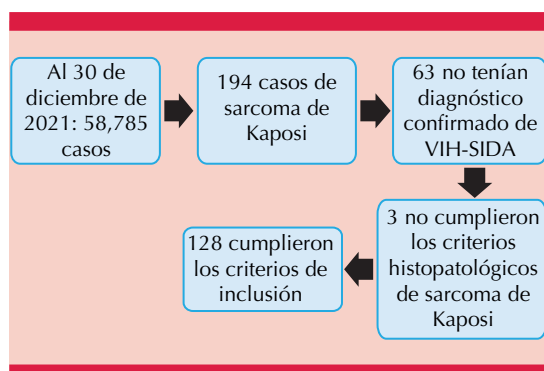 Al 30 de
diciembre de
2021: 58,785
casos
194 casos de
sarcoma de
Kaposi
63 no tenían
diagnóstico
confirmado de
VIH-SIDA
3 no cumplieron
los criterios
histopatológicos
de sarcoma de
Kaposi
128 cumplieron
los criterios de
inclusión